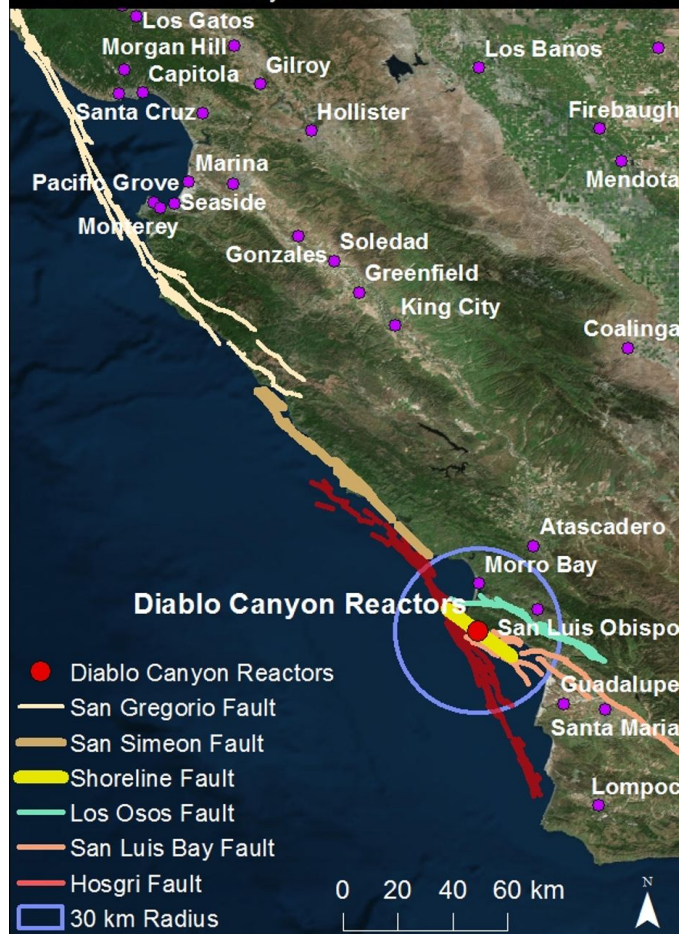 Los Gatos
Morgan Hill
Gilroy
Los Banos
Capitola
Santa Cruz
Hollister
Firebaugh
Marina
Mendota
Pacific Grove
Seaside
Monterey
Soledad
Gonzales
Greenfield
King City
Coalinga
Atascadero
Morro Bay
Diablo Canyon Reactors
San Luis Obispo
Diablo Canyon Reactors
San Gregorio Fault
Guadalupe
Santa Maria
San Simeon Fault
Shoreline Fault
Lompoc
Los Osos Fault
San Luis Bay Fault
Hosgri Fault
0 20 40 60 km
N
30 km Radius